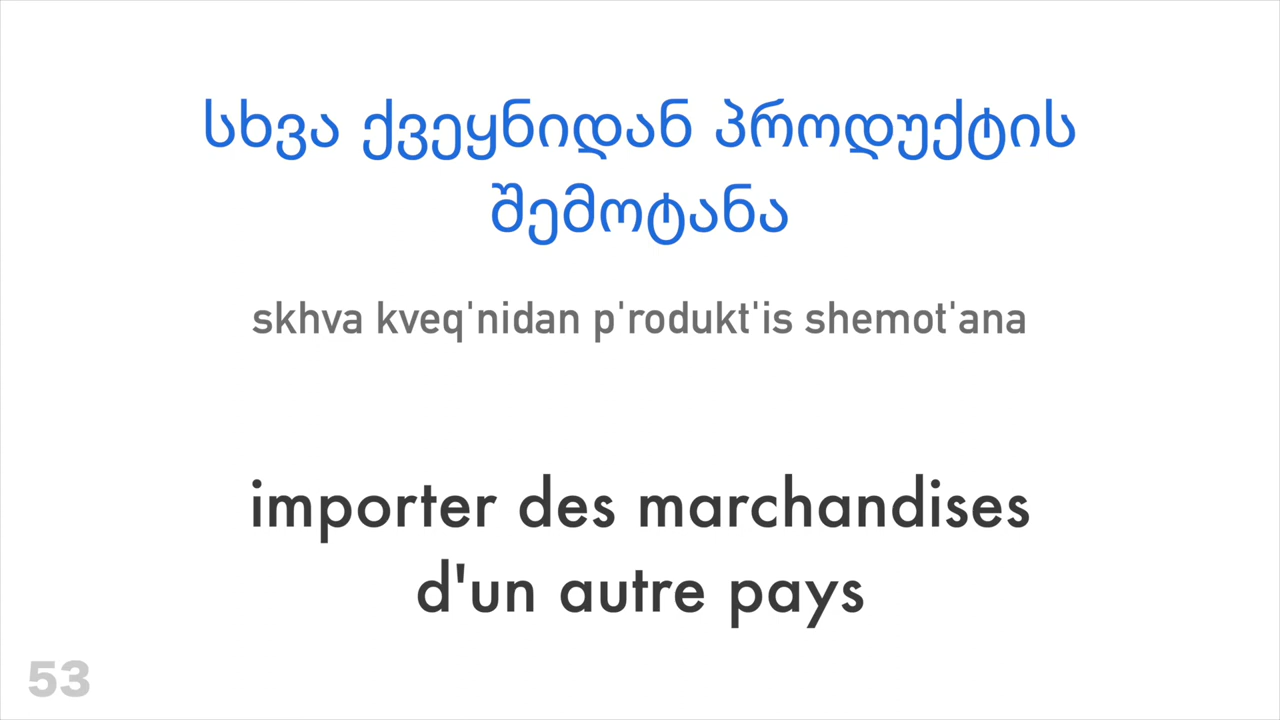 სხვა ქვეყნიდან პროდუქტის
შემოტანა
skhva kveq'nidan p'rodukt'is shemot'ana
importer des marchandises
d'un autre pays
53